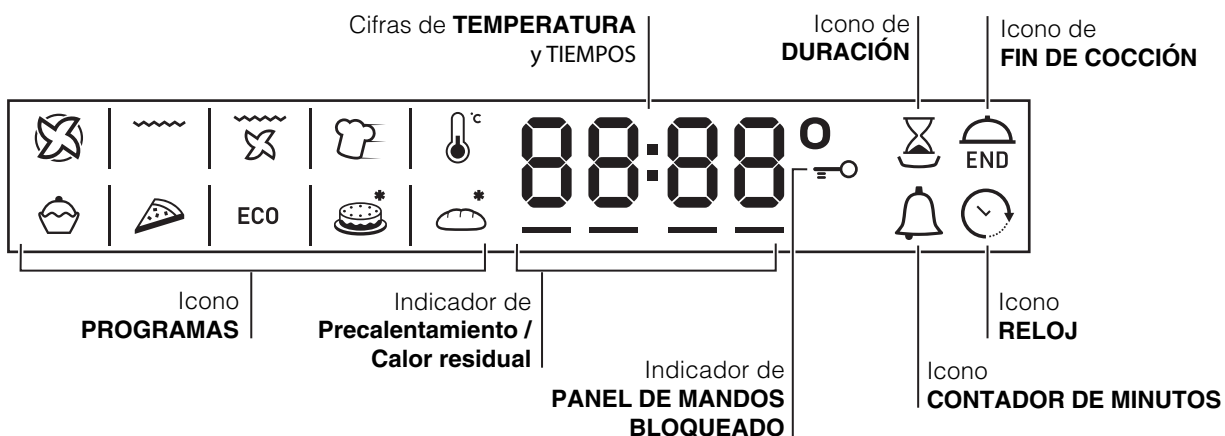 Cifras de TEMPERATURA
y TIEMPOS
Icono de
DURACIÓN
Icono de
FIN DE COCCIÓN
°C
88:88°
END
ECO
Icono
PROGRAMAS
Indicador de
Precalentamiento /
Calor residual
Indicador de
PANEL DE MANDOS
BLOQUEADO
Icono
CONTADOR DE MINUTOS
Icono
RELOJ